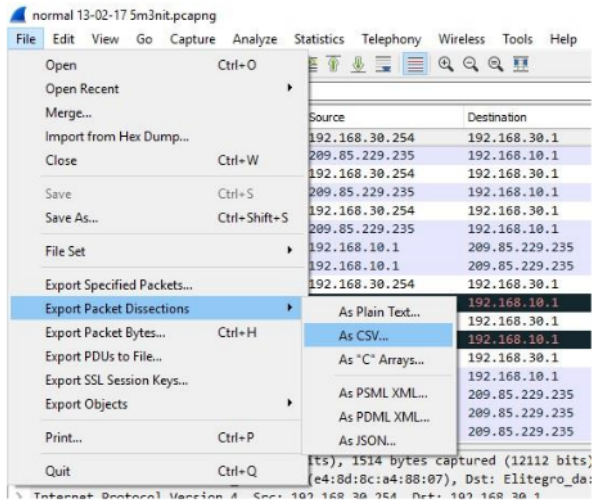 normal 13-02-17 5m3nit.pcapng
File Edit View Go Capture Analyze Statistics Telephony Wireless Tools Help
Open Ctrl+O
Open Recent
Merge...
Import from Hex Dump...
Close Ctrl+W
Save Ctrl+S
Save As... Ctrl+Shift+S
File Set
Export Specified Packets...
Export Packet Dissections
Export Packet Bytes... Ctrl+H
Export PDUs to File...
Export SSL Session Keys...
Export Objects
Print... Ctrl+P
Quit Ctrl+Q
As Plain Text...
As CSV...
As "C" Arrays...
As PSML XML...
As PDML XML...
As JSON...
Source Destination
192.168.30.254 192.168.30.1
209.85.229.235 192.168.10.1
192.168.30.254 192.168.30.1
209.85.229.235 192.168.10.1
192.168.30.254 192.168.30.1
209.85.229.235 192.168.10.1
192.168.10.1 209.85.229.235
192.168.10.1 209.85.229.235
192.168.30.254 192.168.30.1
192.168.10.1
192.168.30.1
192.168.10.1
192.168.30.1
192.168.10.1
209.85.229.235
209.85.229.235
209.85.229.235
its), 1514 bytes captured (12112 bits)
(e4:8d:8c:a4:88:07), Dst: Elitegro_da:
Internet Protocol Version 4, Src: 192.168.30.254, Dst: 192.168.30.1